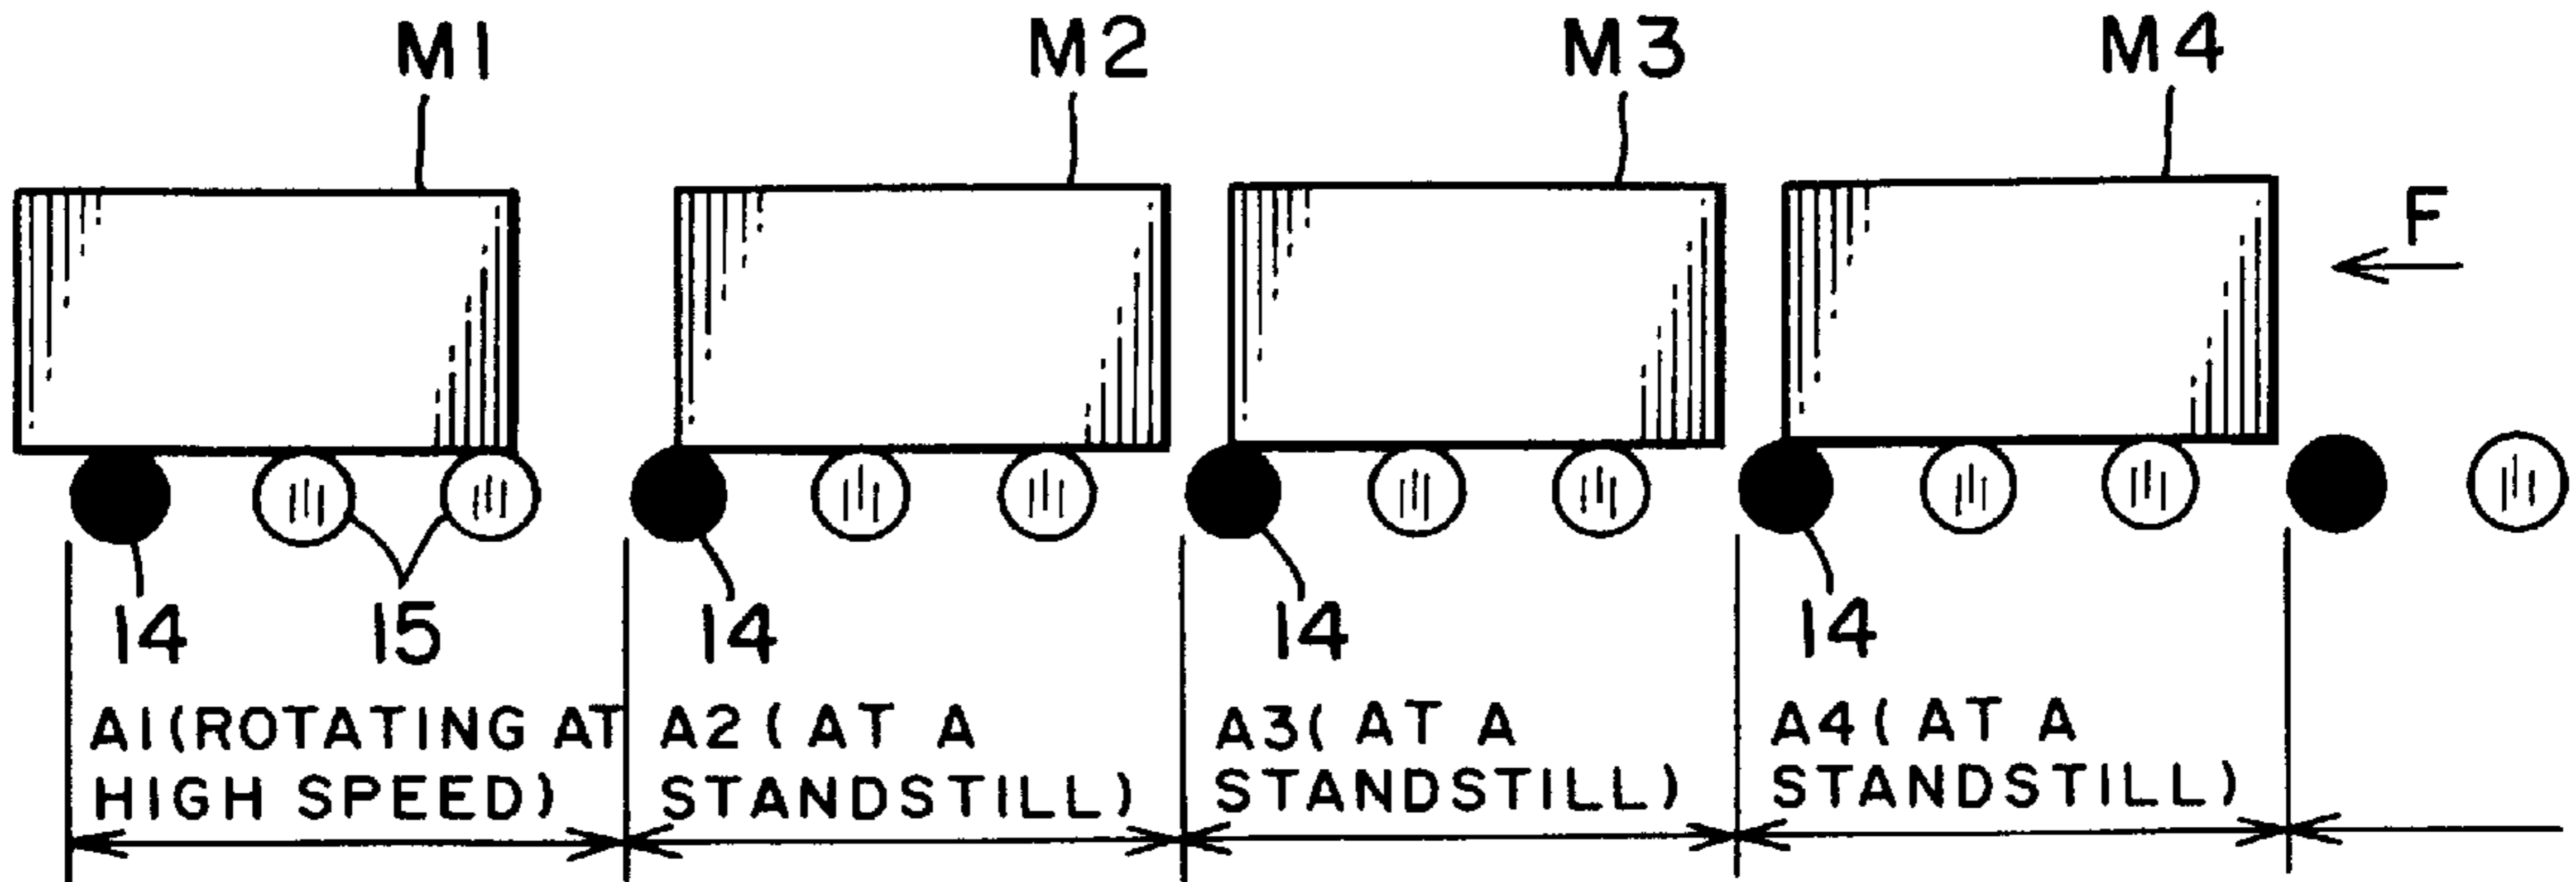 M1
M2
M3
M4
F
14
15
14
14
14
A1(ROTATING AT
HIGH SPEED)
A2( AT A
STANDSTILL)
A3( AT A
STANDSTILL)
A4( AT A
STANDSTILL)